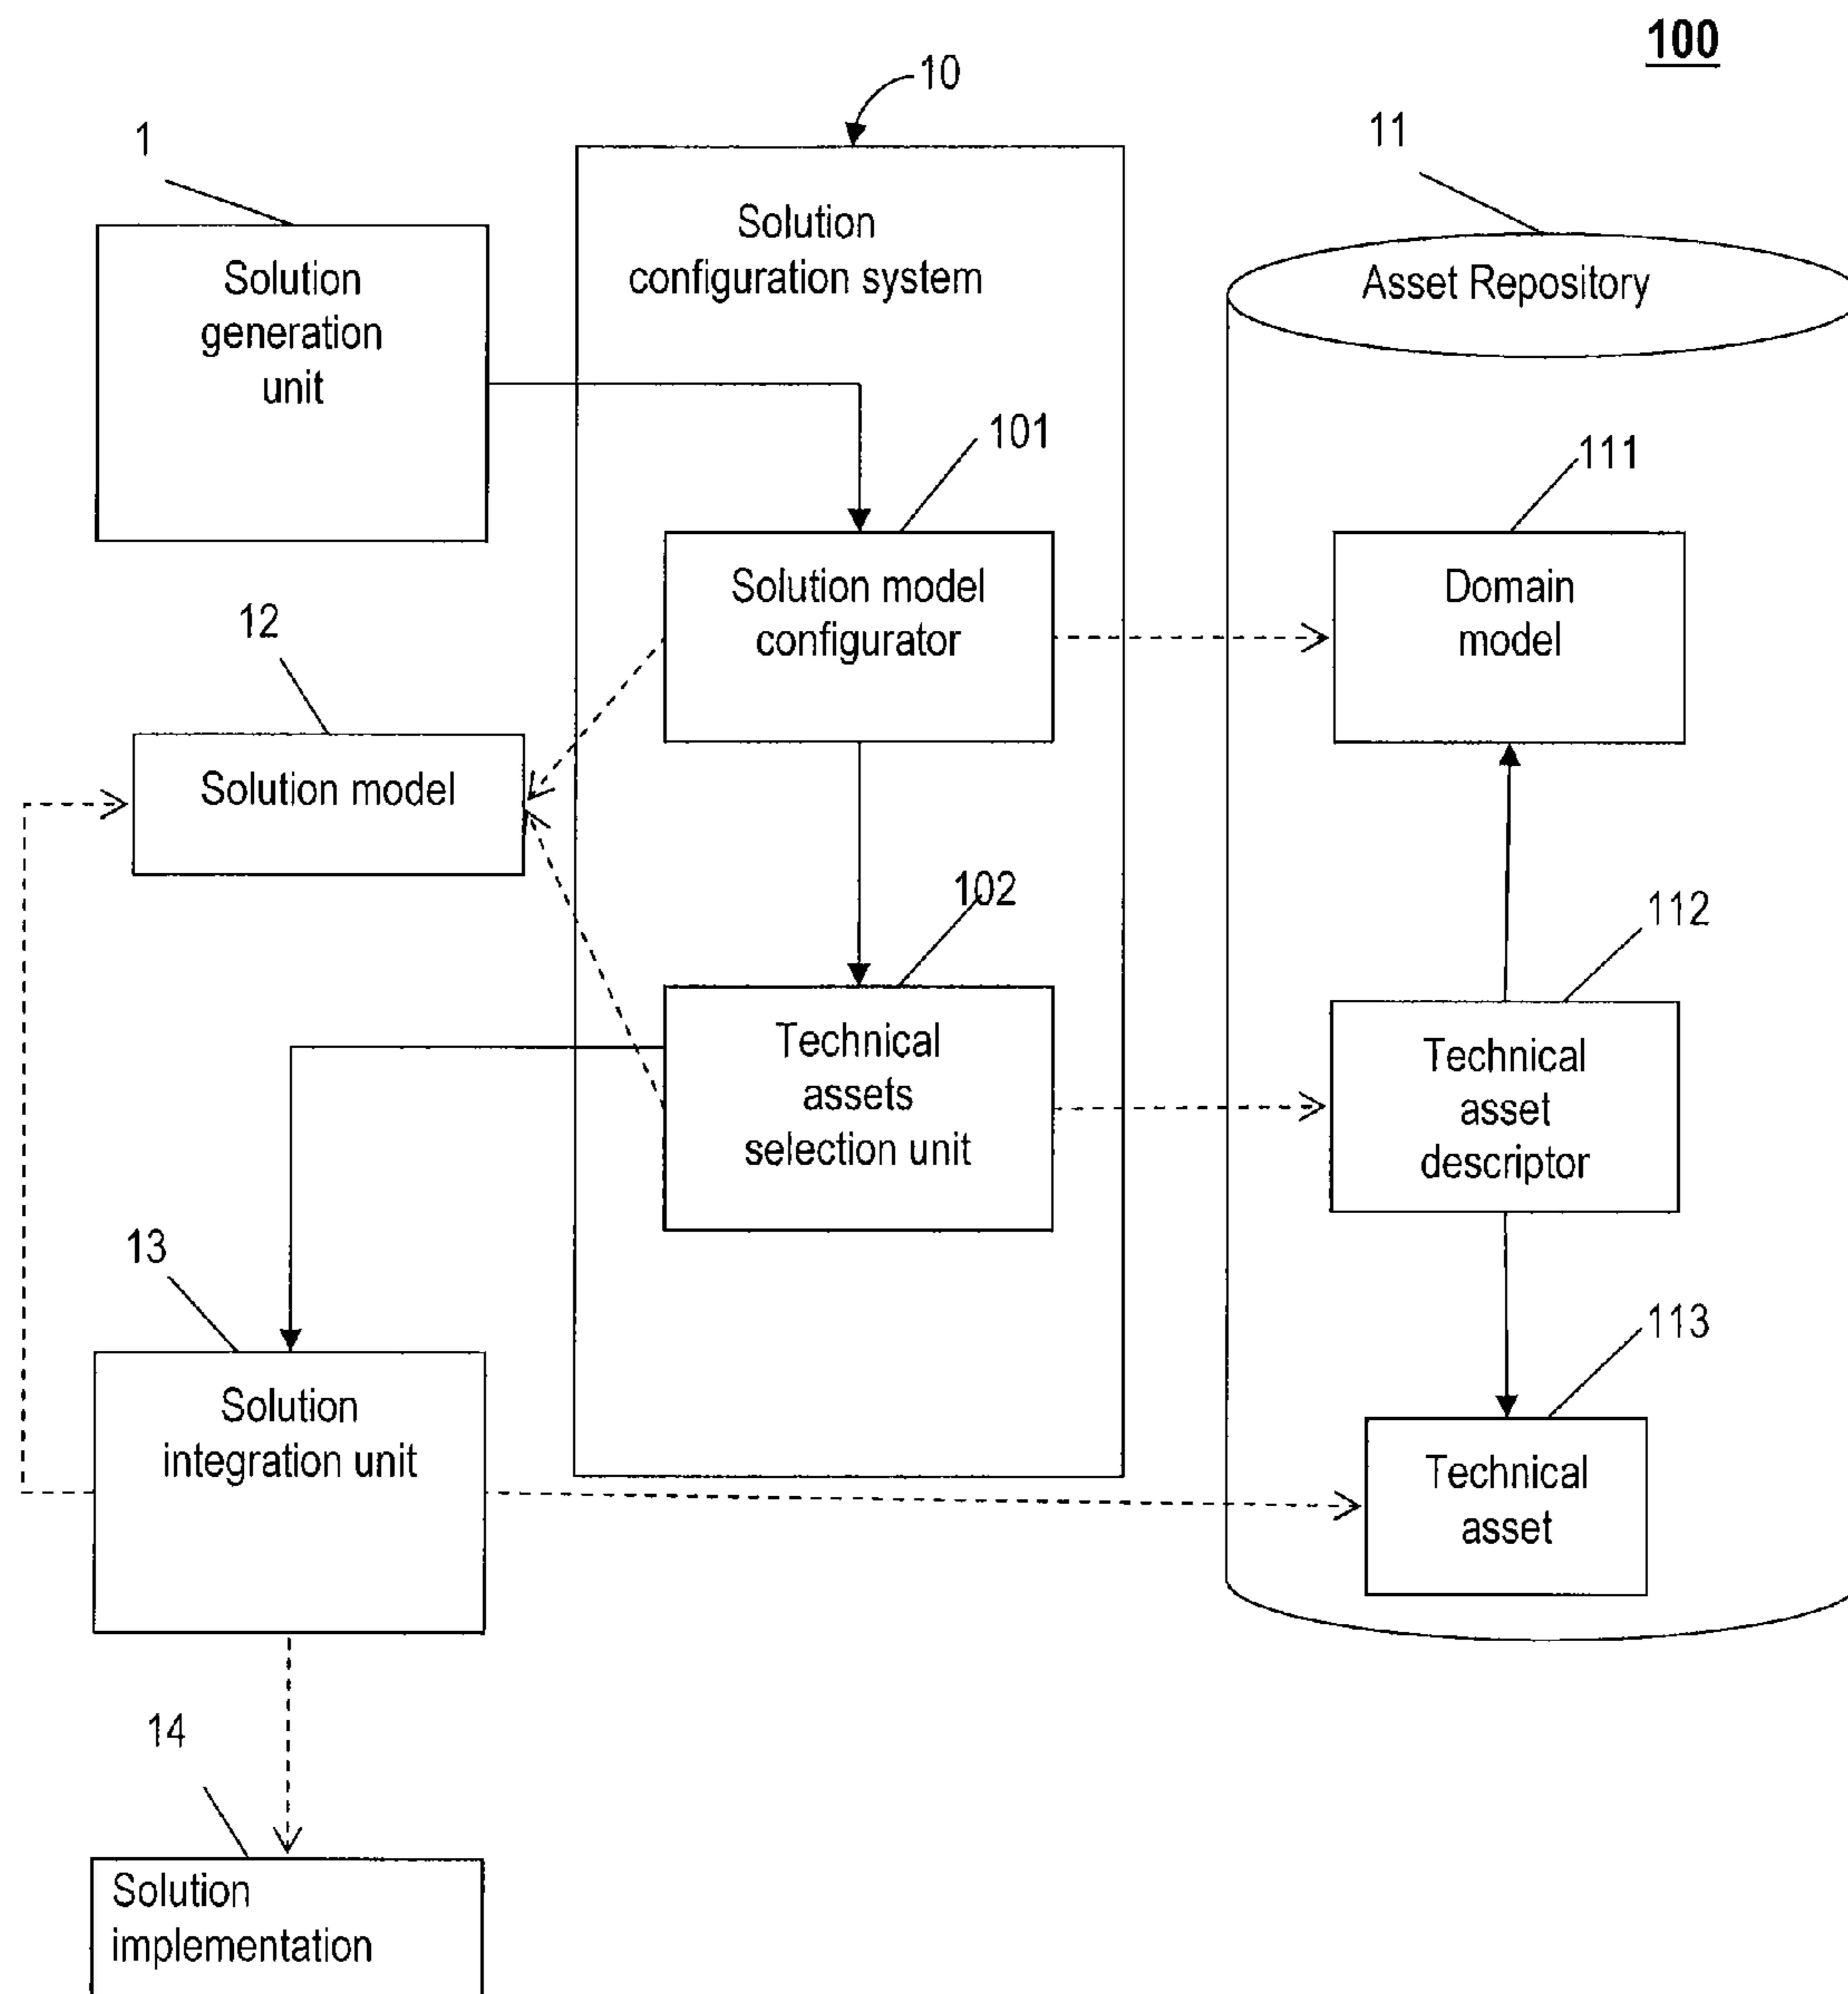 100
10
1
11
Solution
generation
unit
Solution
configuration system
Asset Repository
101
111
Solution model
configurator
Domain
model
12
Solution model
102
112
Technical
assets
selection unit
Technical
asset
descriptor
13
113
Solution
integration unit
Technical
asset
14
Solution
implementation